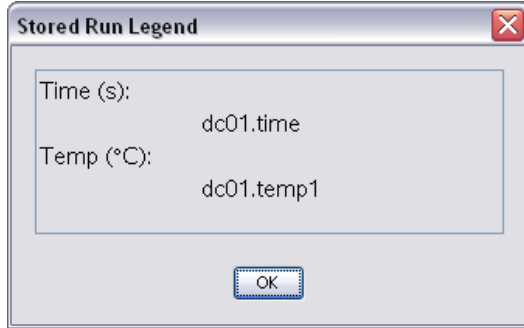 Stored Run Legend
Time (s):
dc01.time
Temp (°C):
dc01.temp1
OK